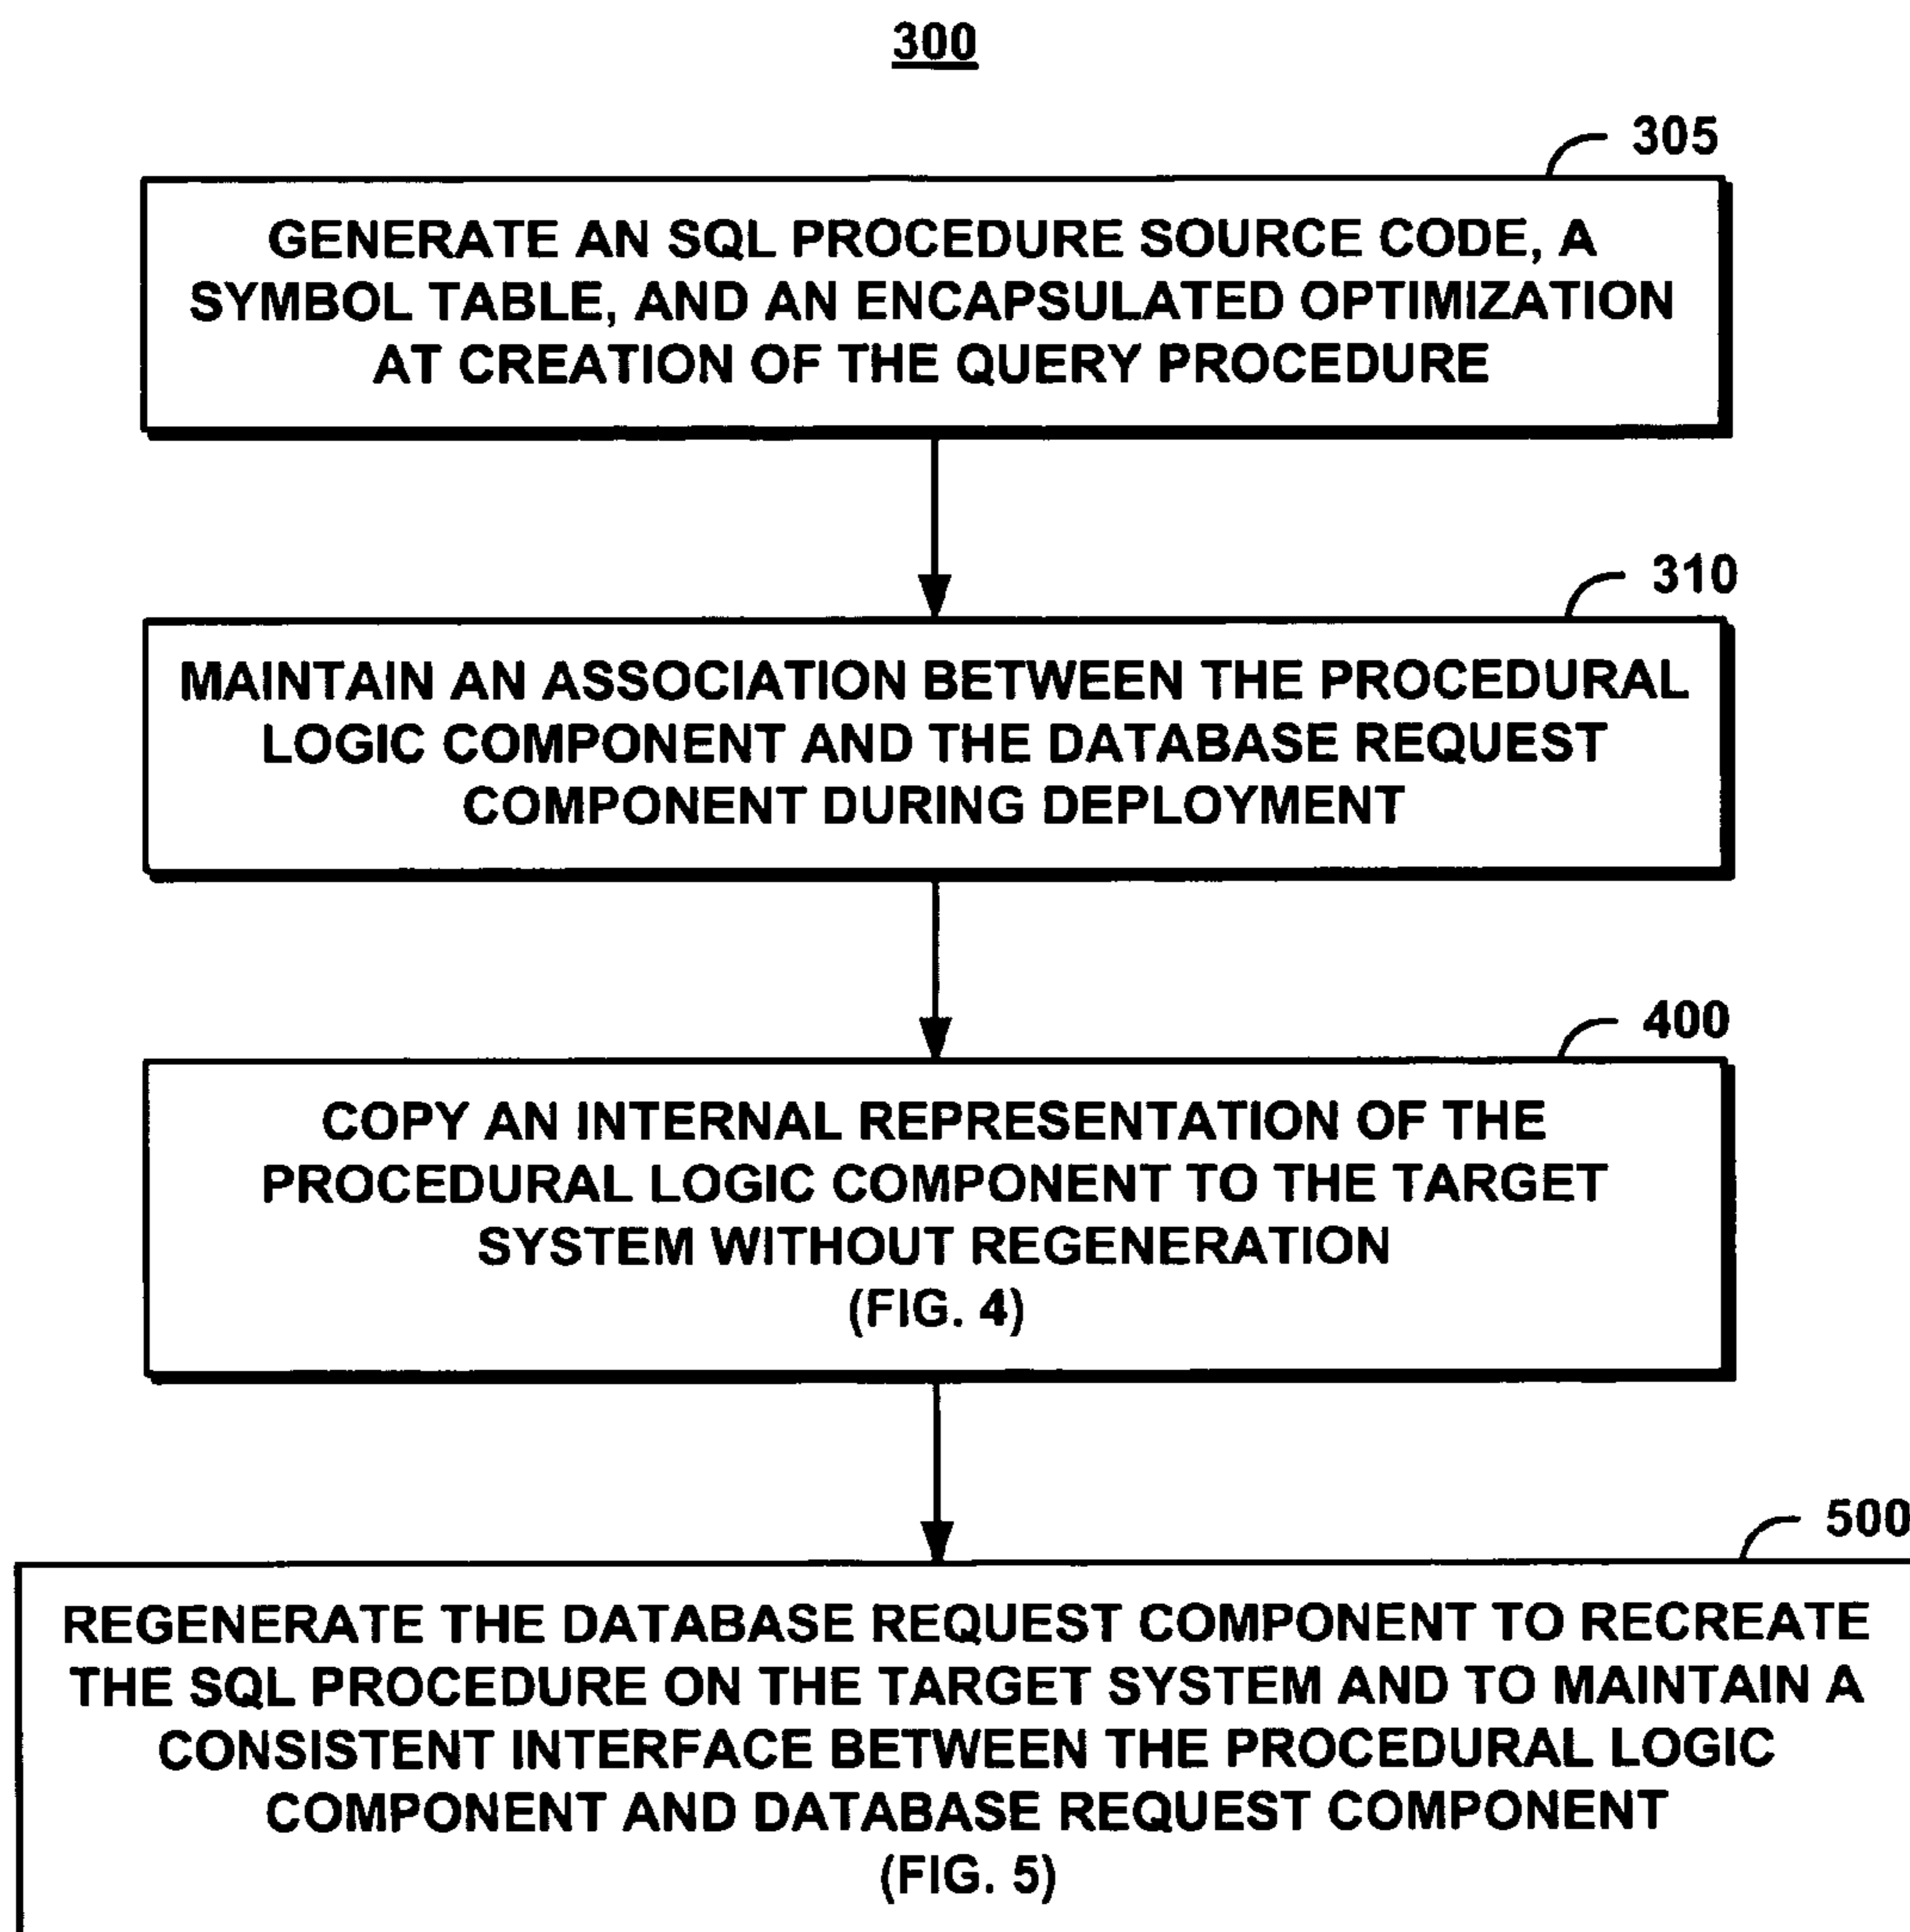 300
305
GENERATE AN SQL PROCEDURE SOURCE CODE, A
SYMBOL TABLE, AND AN ENCAPSULATED OPTIMIZATION
AT CREATION OF THE QUERY PROCEDURE
310
MAINTAIN AN ASSOCIATION BETWEEN THE PROCEDURAL
LOGIC COMPONENT AND THE DATABASE REQUEST
COMPONENT DURING DEPLOYMENT
400
COPY AN INTERNAL REPRESENTATION OF THE
PROCEDURAL LOGIC COMPONENT TO THE TARGET
SYSTEM WITHOUT REGENERATION
(FIG. 4)
500
REGENERATE THE DATABASE REQUEST COMPONENT TO RECREATE
THE SQL PROCEDURE ON THE TARGET SYSTEM AND TO MAINTAIN A
CONSISTENT INTERFACE BETWEEN THE PROCEDURAL LOGIC
COMPONENT AND DATABASE REQUEST COMPONENT
(FIG. 5)